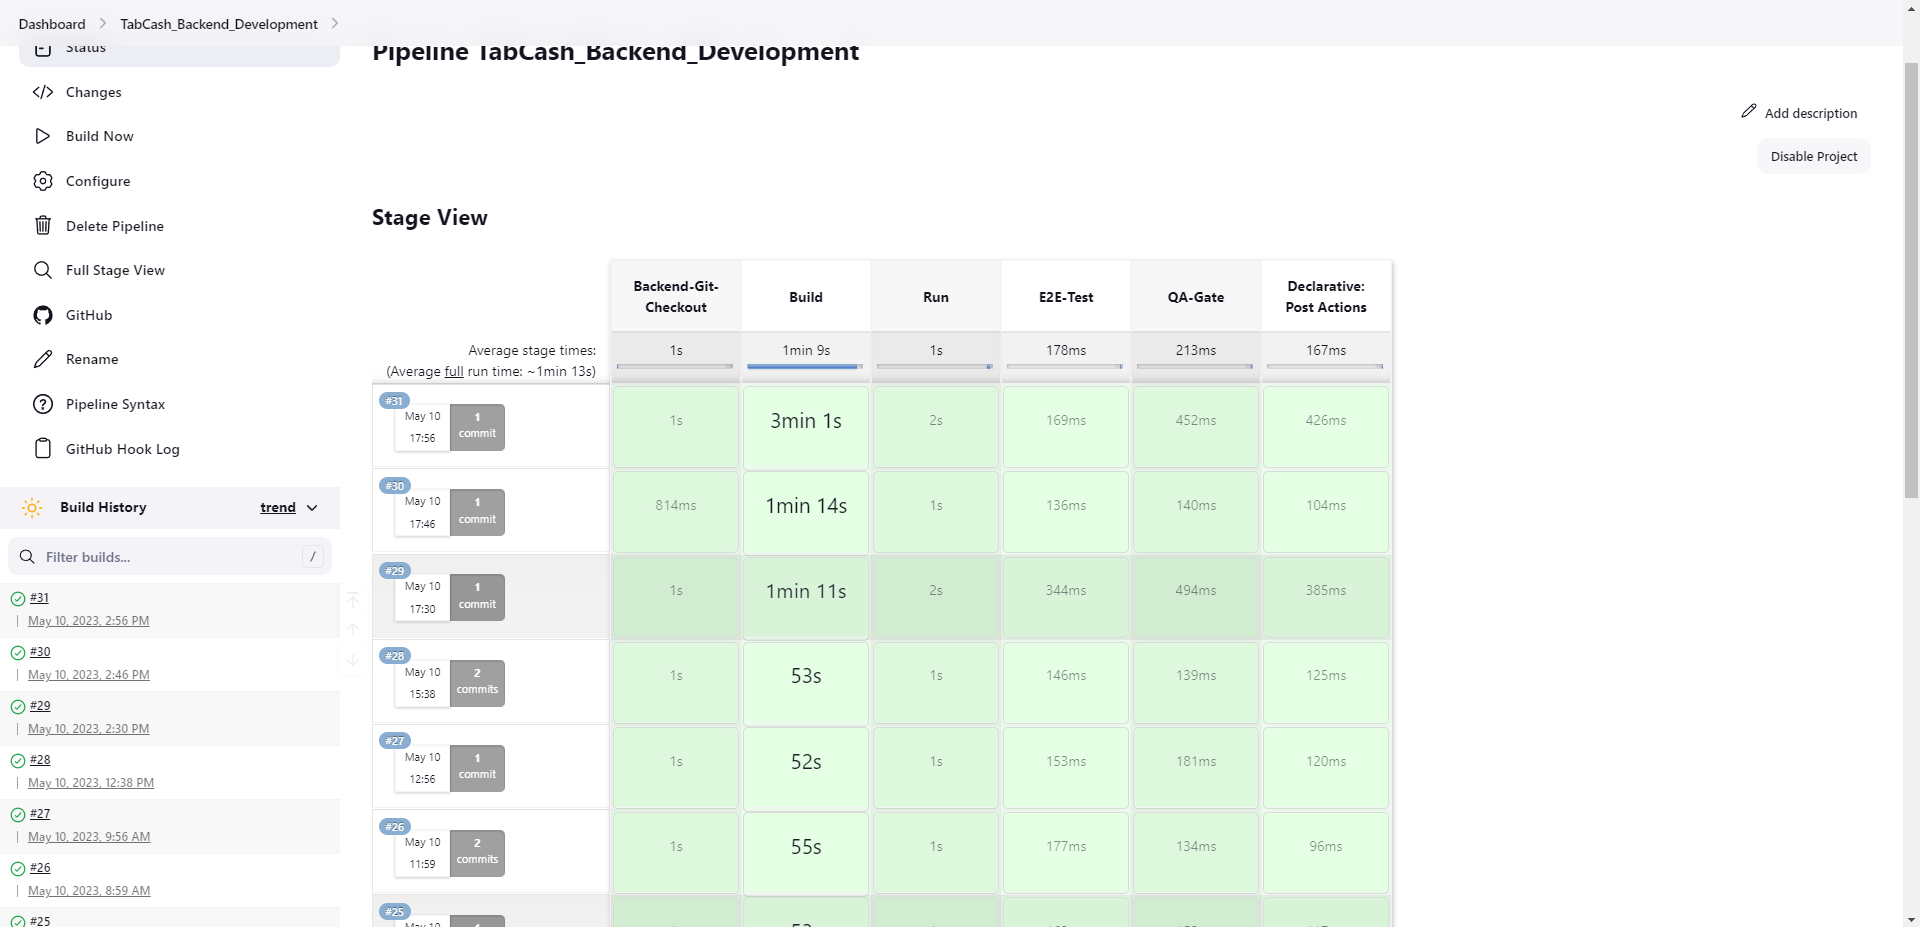 Dashboard
TabCash_Backend_Development
Status
Changes
Build Now
Configure
Delete Pipeline
Full Stage View
GitHub
Rename
Pipeline Syntax
GitHub Hook Log
Build History
trend
Filter builds...
/
#31
May 10, 2023, 2:56 PM
#30
May 10, 2023, 2:46 PM
#29
May 10, 2023, 2:30 PM
#28
May 10, 2023, 12:38 PM
#27
May 10, 2023, 9:56 AM
#26
May 10, 2023, 8:59 AM
#25
Pipeline TabCash_Backend_Development
Add description
Disable Project
Stage View
Backend-Git-
Checkout
Build
Run
E2E-Test
QA-Gate
Declarative:
Post Actions
Average stage times:
(Average full run time: ~1min 13s)
1s
1min 9s
1s
178ms
213ms
167ms
#31
May 10
17:56
1
commit
1s
3min 1s
2s
169ms
452ms
426ms
#30
May 10
17:46
1
commit
814ms
1min 14s
1s
136ms
140ms
104ms
#29
May 10
17:30
1
commit
1s
1min 11s
2s
344ms
494ms
385ms
#28
May 10
15:38
2
commits
1s
53s
1s
146ms
139ms
125ms
#27
May 10
12:56
1
commit
1s
52s
1s
153ms
181ms
120ms
#26
May 10
11:59
2
commits
1s
55s
1s
177ms
134ms
96ms
#25
May 10